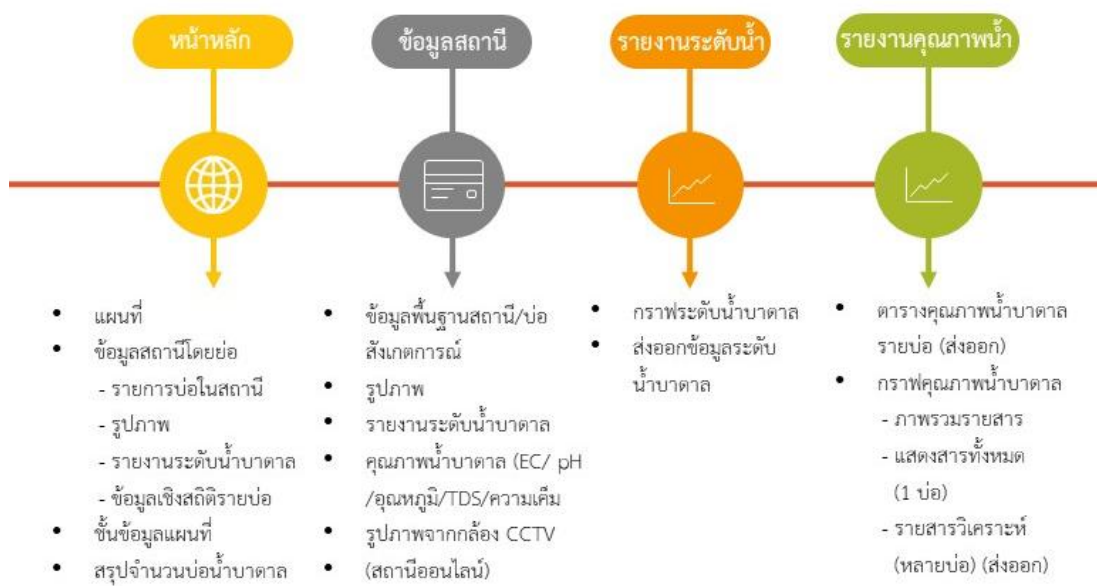 หน้าหลัก
ข้อมูลสถานี
รายงานระดับน้ำ
รายงานคุณภาพน้ำ
• แผนที่
• ข้อมูลสถานีโดยย่อ
- รายการบ่อในสถานี
- รูปภาพ
- รายงานระดับน้ำบาดาล
- ข้อมูลเชิงสถิติรายบ่อ
• ชั้นข้อมูลแผนที่
• สรุปจำนวนบ่อน้ำบาดาล
• ข้อมูลพื้นฐานสถานี/บ่อ
สังเกตการณ์
• รูปภาพ
• รายงานระดับน้ำบาดาล
• คุณภาพน้ำบาดาล (EC/ pH
/อุณหภูมิ/TDS/ความเค็ม
• รูปภาพจากกล้อง CCTV
• (สถานีออนไลน์)
• กราฟระดับน้ำบาดาล
• ส่งออกข้อมูลระดับ
น้ำบาดาล
• ตารางคุณภาพน้ำบาดาล
รายบ่อ (ส่งออก)
• กราฟคุณภาพน้ำบาดาล
- ภาพรวมรายสาร
- แสดงสารทั้งหมด
(1 บ่อ)
- รายสารวิเคราะห์
(หลายบ่อ) (ส่งออก)